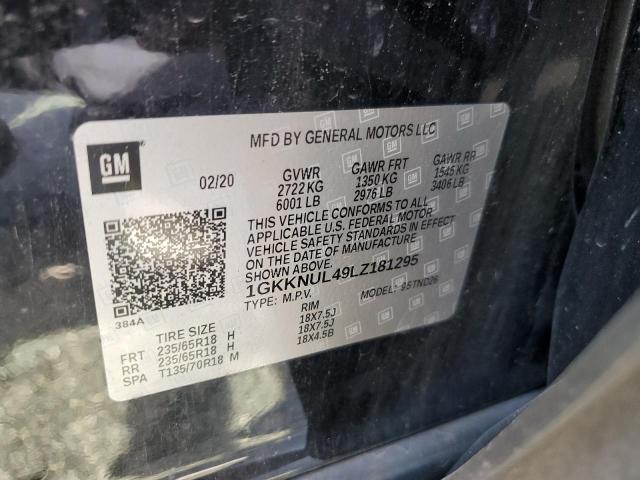 MFD BY GENERAL MOTORS LLC
GM
02/20
GVWR GAWR FRT GAWR RR
2722 KG 1350 KG 1545 KG
6001 LB 2976 LB 3406 LB
THIS VEHICLE CONFORMS TO ALL
APPLICABLE U.S. FEDERAL MOTOR
VEHICLE SAFETY STANDARDS IN EFFECT
ON THE DATE OF MANUFACTURE
SHOWN ABOVE.
1GKKNUL49LZ181295
TYPE: M.P.V. MODEL: 95TND26
384A
TIRE SIZE RIM
FRT 235/65R18 H 18X7.5J
RR 235/65R18 H 18X7.5J
SPA T135/70R18 M 18X4.5B